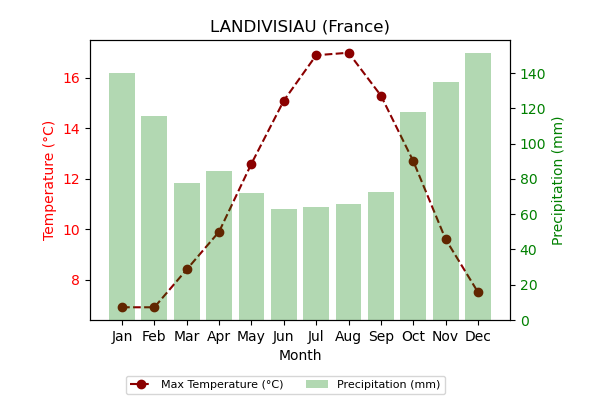 LANDIVISIAU (France)
16
14
12
10
8
Temperature (°C)
140
120
100
80
60
40
20
0
Precipitation (mm)
Jan Feb Mar Apr May Jun Jul Aug Sep Oct Nov Dec
Month
Max Temperature (°C) Precipitation (mm)